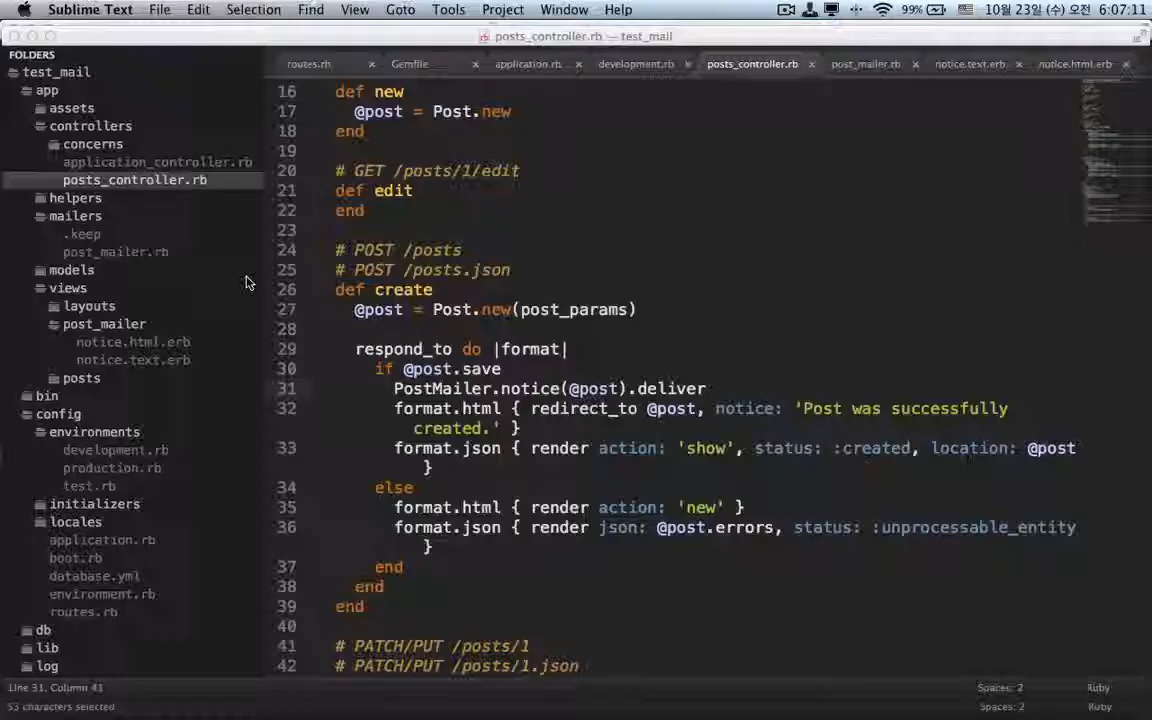 Sublime Text File Edit Selection Find View Goto Tools Project Window Help 99% 10월 23일 (수) 오전 6:07:11
posts_controller.rb — test_mail
FOLDERS
test_mail
app
assets
controllers
concerns
application_controller.rb
posts_controller.rb
helpers
mailers
.keep
post_mailer.rb
models
views
layouts
post_mailer
notice.html.erb
notice.text.erb
posts
bin
config
environments
development.rb
production.rb
test.rb
initializers
locales
application.rb
boot.rb
database.yml
environment.rb
routes.rb
db
lib
log
routes.rb × Gemfile × application.rb × development.rb × posts_controller.rb × post_mailer.rb × notice.text.erb × notice.html.erb ×
16 def new
17 @post = Post.new
18 end
19
20 # GET /posts/1/edit
21 def edit
22 end
23
24 # POST /posts
25 # POST /posts.json
26 def create
27 @post = Post.new(post_params)
28
29 respond_to do |format|
30 if @post.save
31 PostMailer.notice(@post).deliver
32 format.html { redirect_to @post, notice: 'Post was successfully
created.' }
33 format.json { render action: 'show', status: :created, location: @post
}
34 else
35 format.html { render action: 'new' }
36 format.json { render json: @post.errors, status: :unprocessable_entity
}
37 end
38 end
39 end
40
41 # PATCH/PUT /posts/1
42 # PATCH/PUT /posts/1.json
Line 31, Column 41 Spaces: 2 Ruby
53 characters selected Spaces: 2 Ruby